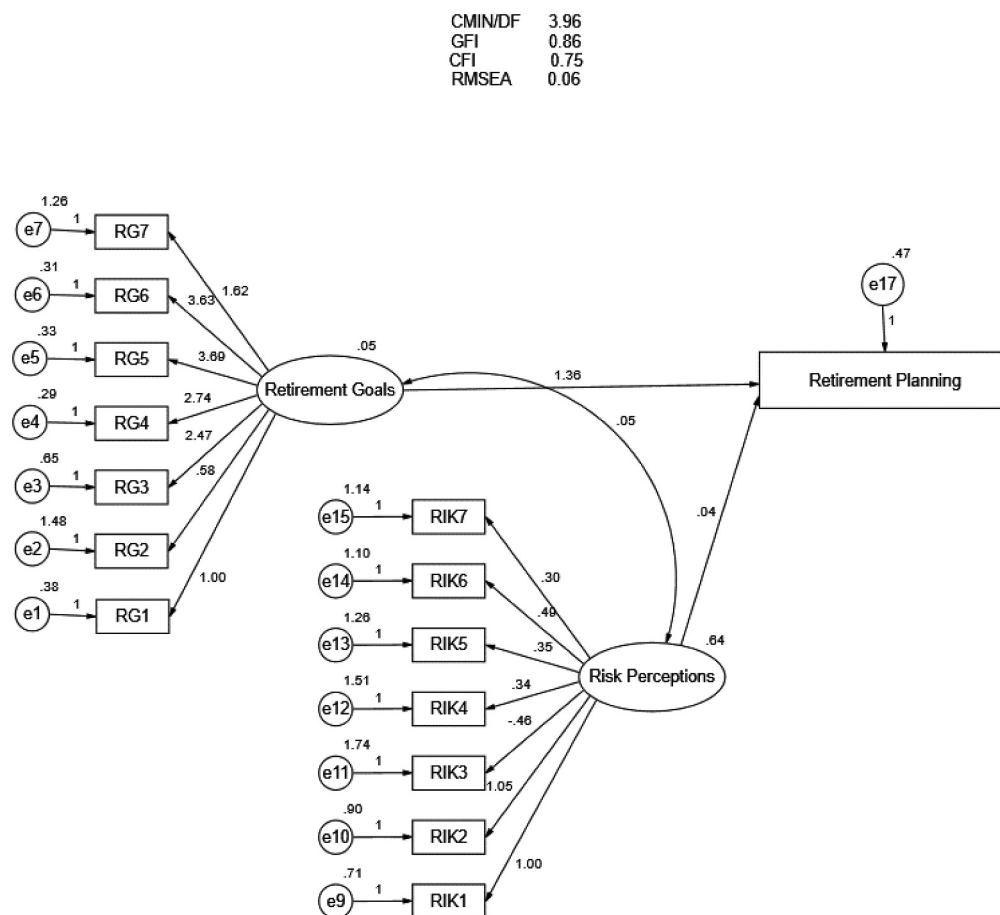 CMIN/DF 3.96
GFI 0.86
CFI 0.75
RMSEA 0.06
1.26
e7 1 RG7
.31
e6 1 RG6
.33
e5 1 RG5
.29
e4 1 RG4
.65
e3 1 RG3
1.48
e2 1 RG2
.38
e1 1 RG1
1.62
3.63
3.69
2.74
2.47
.58
1.00
.05
Retirement Goals
1.36
.05
.47
e17
1
Retirement Planning
.04
1.14
e15 1 RIK7
1.10
e14 1 RIK6
1.26
e13 1 RIK5
1.51
e12 1 RIK4
1.74
e11 1 RIK3
.90
e10 1 RIK2
.71
e9 1 RIK1
.30
.49
.35
.34
-.46
1.05
1.00
.64
Risk Perceptions